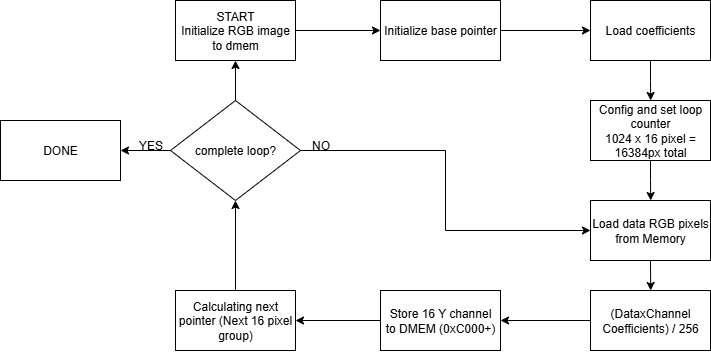 START
Initialize RGB image
to dmem
Initialize base pointer
Load coefficients
Config and set loop
counter
1024 x 16 pixel =
16384px total
DONE
YES
complete loop?
NO
Load data RGB pixels
from Memory
Calculating next
pointer (Next 16 pixel
group)
Store 16 Y channel
to DMEM (0xC000+)
(DataxChannel
Coefficients) / 256